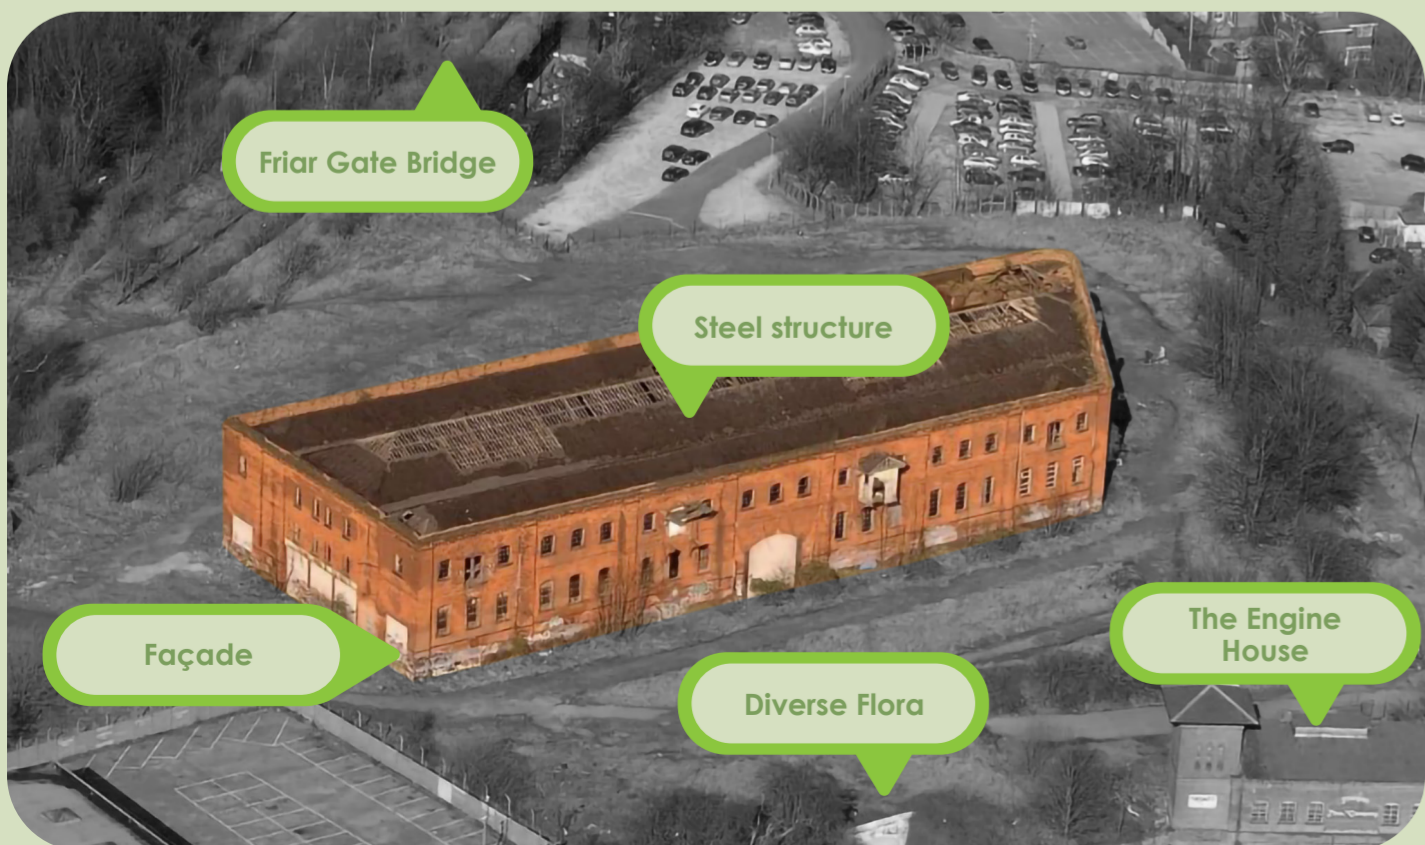 Friar Gate Bridge
Steel structure
Façade
The Engine
House
Diverse Flora